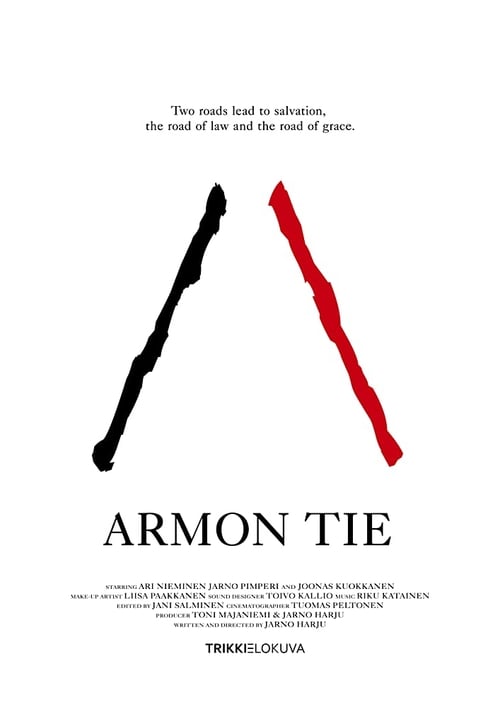 Two roads lead to salvation,
the road of law and the road of grace.
ARMON TIE
STARRING ARI NIEMINEN JARNO PIMPERI AND JOONAS KUOKKANEN
MAKE-UP ARTIST LIISA PAAKKANEN SOUND DESIGNER TOIVO KALLIO MUSIC RIKU KATAINEN
EDITED BY JANI SALMINEN CINEMATOGRAPHER TUOMAS PELTONEN
PRODUCER TONI MAJANIEMI & JARNO HARJU
WRITTEN AND DIRECTED BY JARNO HARJU
TRIKKIELOKUVA